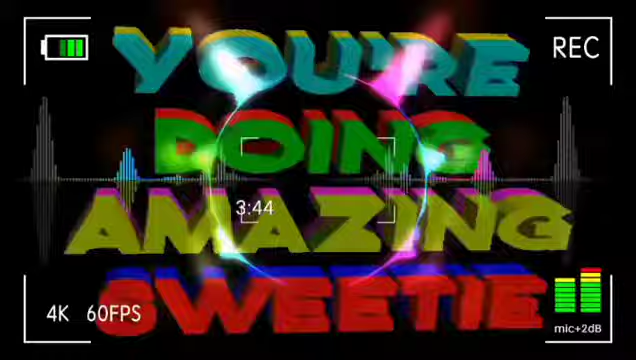 REC
YOU'RE
DOING
AMAZING
3:44
SWEETIE
4K 60FPS
mic+2dB